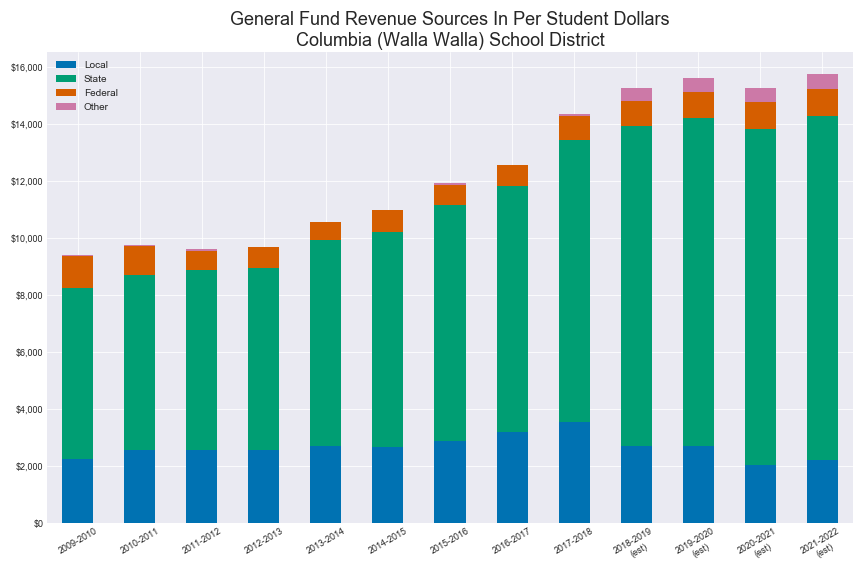 General Fund Revenue Sources In Per Student Dollars
Columbia (Walla Walla) School District
Local
State
Federal
Other
$16,000
$14,000
$12,000
$10,000
$8,000
$6,000
$4,000
$2,000
$0
2009-2010
2010-2011
2011-2012
2012-2013
2013-2014
2014-2015
2015-2016
2016-2017
2017-2018
2018-2019
(est)
2019-2020
(est)
2020-2021
(est)
2021-2022
(est)